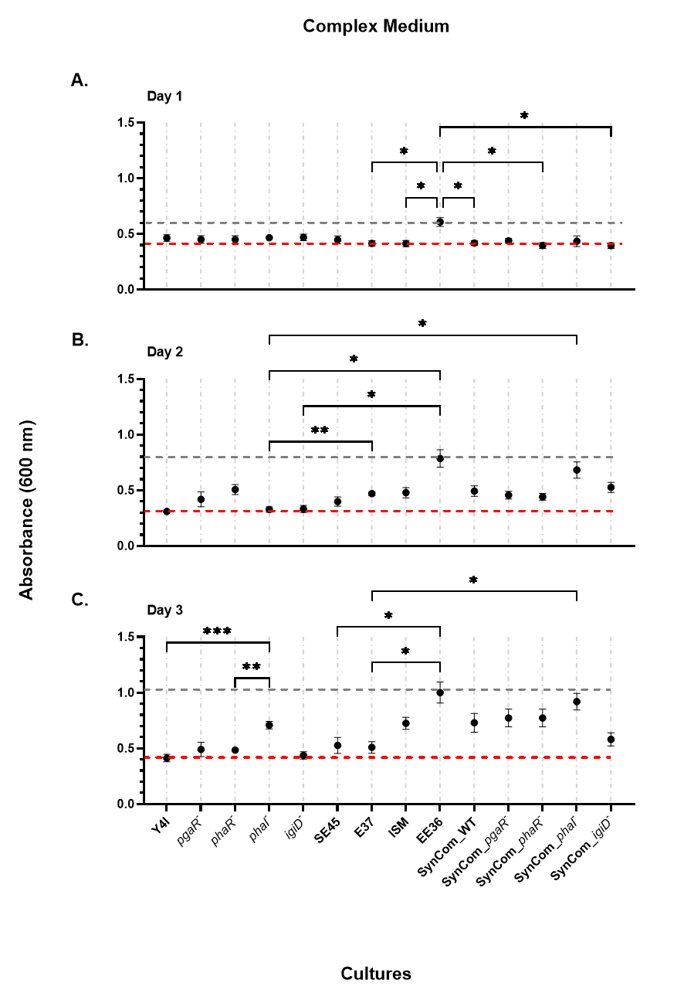 Complex Medium
A.
Day 1
*
* *
* *
1.5
1.0
0.5
0.0
B.
Day 2
*
*
*
**
1.5
1.0
0.5
0.0
C.
Day 3
*
*
*
***
**
1.5
1.0
0.5
0.0
Absorbance (600 nm)
Y4I
pgaR-
phaR-
phaI-
igiD-
SE45
E37
ISM
EE36
SynCom_WT
SynCom_pgaR-
SynCom_phaR-
SynCom_phaI-
SynCom_igiD-
Cultures